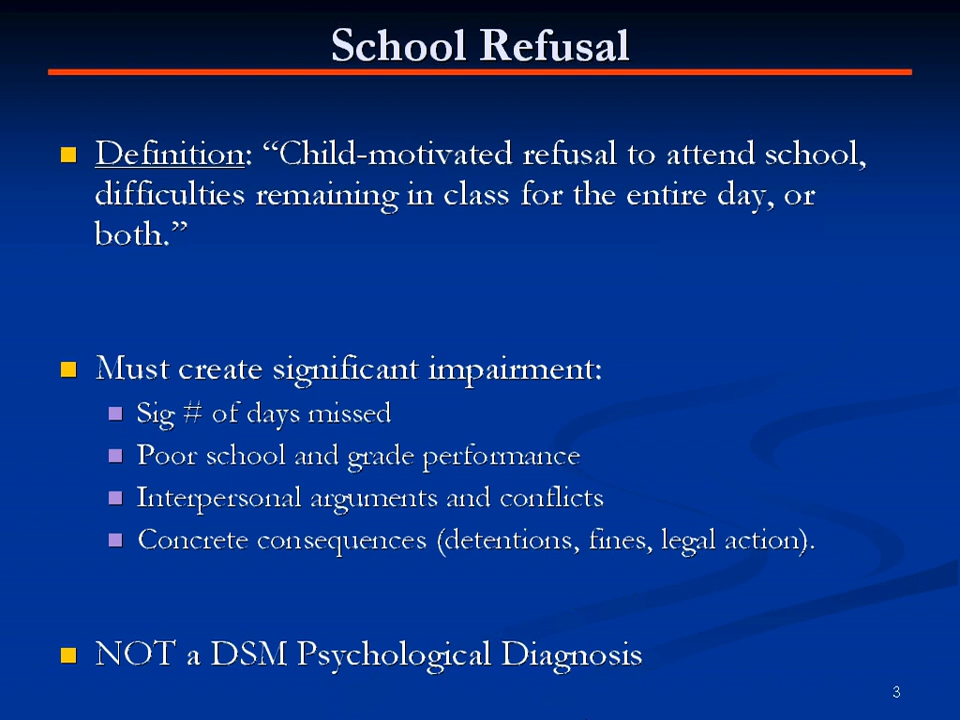 School Refusal
Definition: “Child-motivated refusal to attend school,
difficulties remaining in class for the entire day, or
both.”
Must create significant impairment:
Sig # of days missed
Poor school and grade performance
Interpersonal arguments and conflicts
Concrete consequences (detentions, fines, legal action).
NOT a DSM Psychological Diagnosis
3